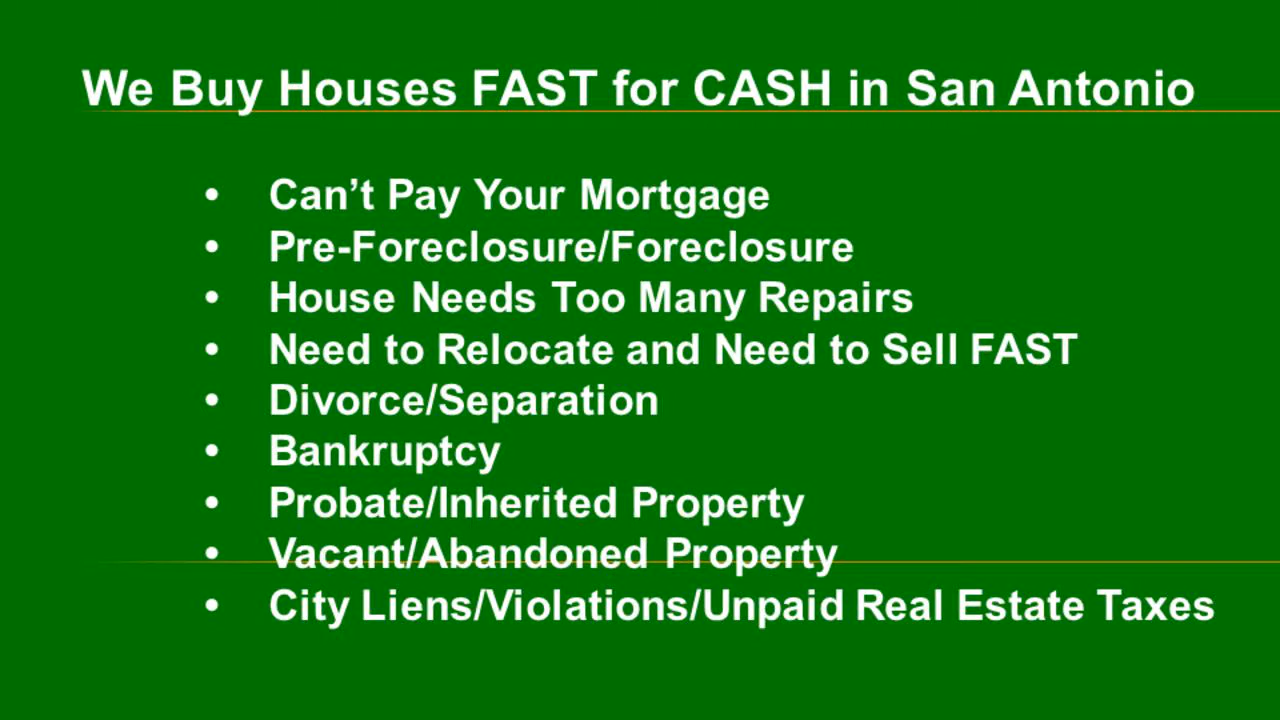 We Buy Houses FAST for CASH in San Antonio
• Can’t Pay Your Mortgage
• Pre-Foreclosure/Foreclosure
• House Needs Too Many Repairs
• Need to Relocate and Need to Sell FAST
• Divorce/Separation
• Bankruptcy
• Probate/Inherited Property
• Vacant/Abandoned Property
• City Liens/Violations/Unpaid Real Estate Taxes